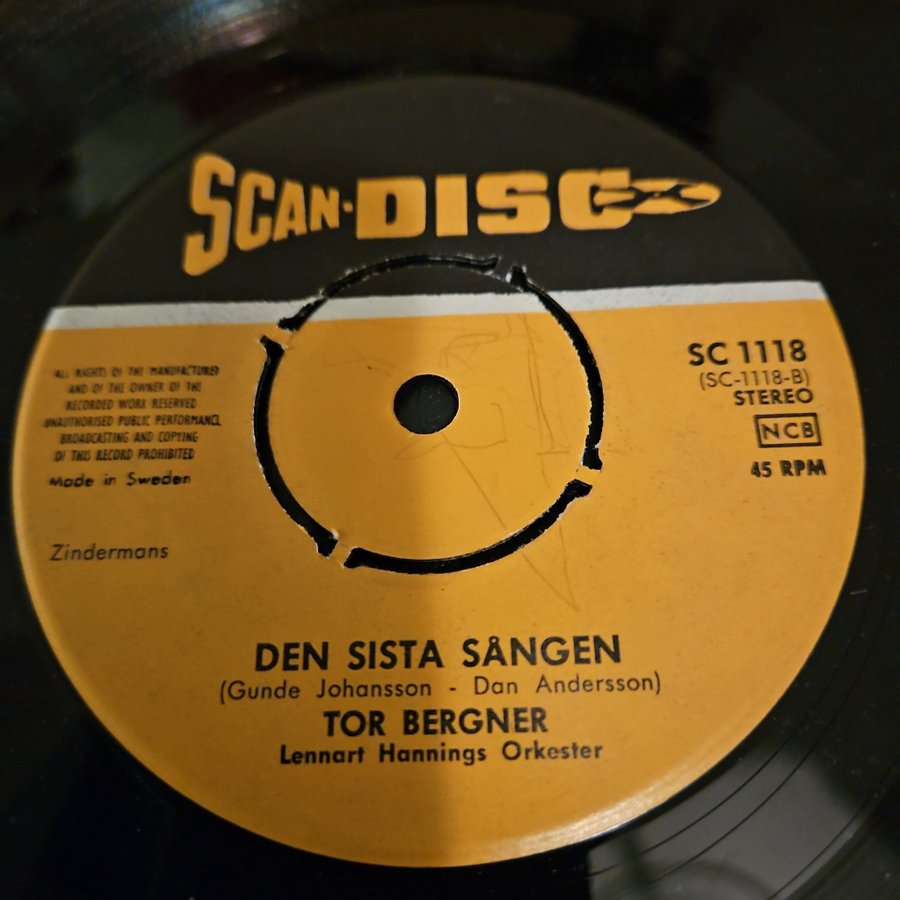 SCAN-DISC
ALL RIGHTS OF THE MANUFACTURER
AND OF THE OWNER OF THE
RECORDED WORK RESERVED
UNAUTHORISED PUBLIC PERFORMANCE,
BROADCASTING AND COPYING
OF THIS RECORD PROHIBITED
Made in Sweden
Zindermans
SC 1118
(SC-1118-B)
STEREO
NCB
45 RPM
DEN SISTA SÅNGEN
(Gunde Johansson - Dan Andersson)
TOR BERGNER
Lennart Hannings Orkester